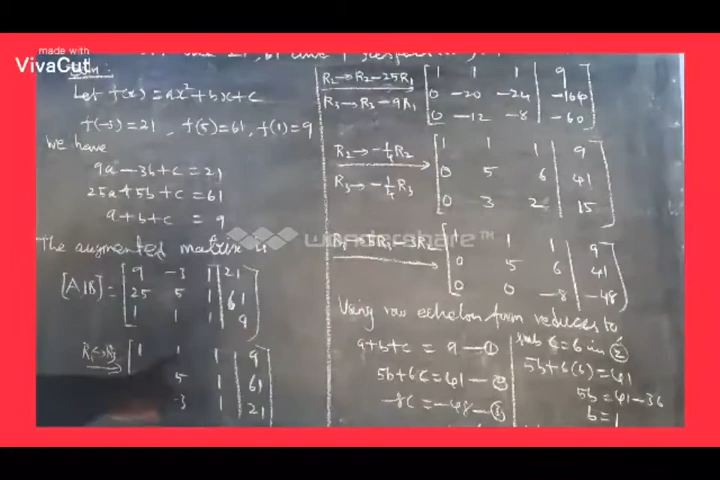 made with
VivaCut
Soln:
Let f(x) = ax² + bx + c
f(-3) = 21, f(5) = 61, f(1) = 9
We have
9a - 3b + c = 21
25a + 5b + c = 61
a + b + c = 9
The augmented matrix is
[A|B] = [ 9 -3 1 | 21
25 5 1 | 61
1 1 1 | 9 ]
R₁ ↔ R₃ [ 1 1 1 | 9
5 1 | 61
-3 1 | 21
R₂ → R₂ - 25R₁
R₃ → R₃ - 9R₁
[ 1 1 1 | 9
0 -20 -24 | -164
0 -12 -8 | -60 ]
R₂ → -¼R₂
R₃ → -¼R₃
1 1 1 | 9
0 5 6 | 41
0 3 2 | 15
wondershare™
5R₃ - 3R₂
1 1 1 | 9
0 5 6 | 41
0 0 -8 | -48
Using row echelon form reduces to
a + b + c = 9 — ①
5b + 6c = 41 — ②
-8c = -48 — ③
sub c = 6 in ②
5b + 6(6) = 41
5b = 41 - 36
b = 1